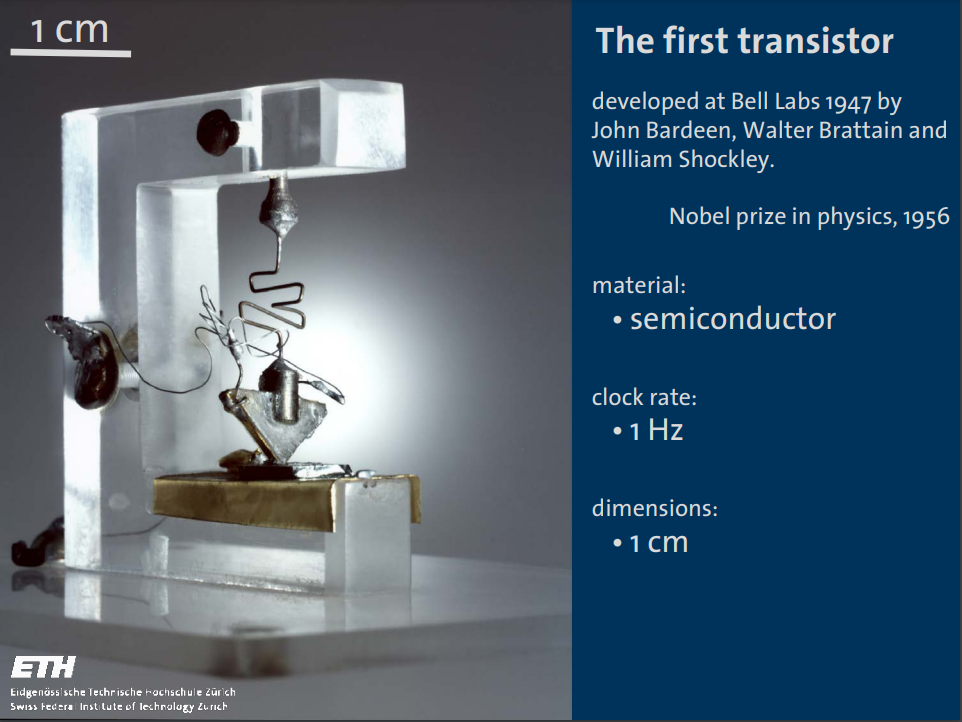 1 cm
The first transistor
developed at Bell Labs 1947 by
John Bardeen, Walter Brattain and
William Shockley.
Nobel prize in physics, 1956
material:
• semiconductor
clock rate:
• 1 Hz
dimensions:
• 1 cm
ETH
Eidgenössische Technische Hochschule Zürich
Swiss Federal Institute of Technology Zurich